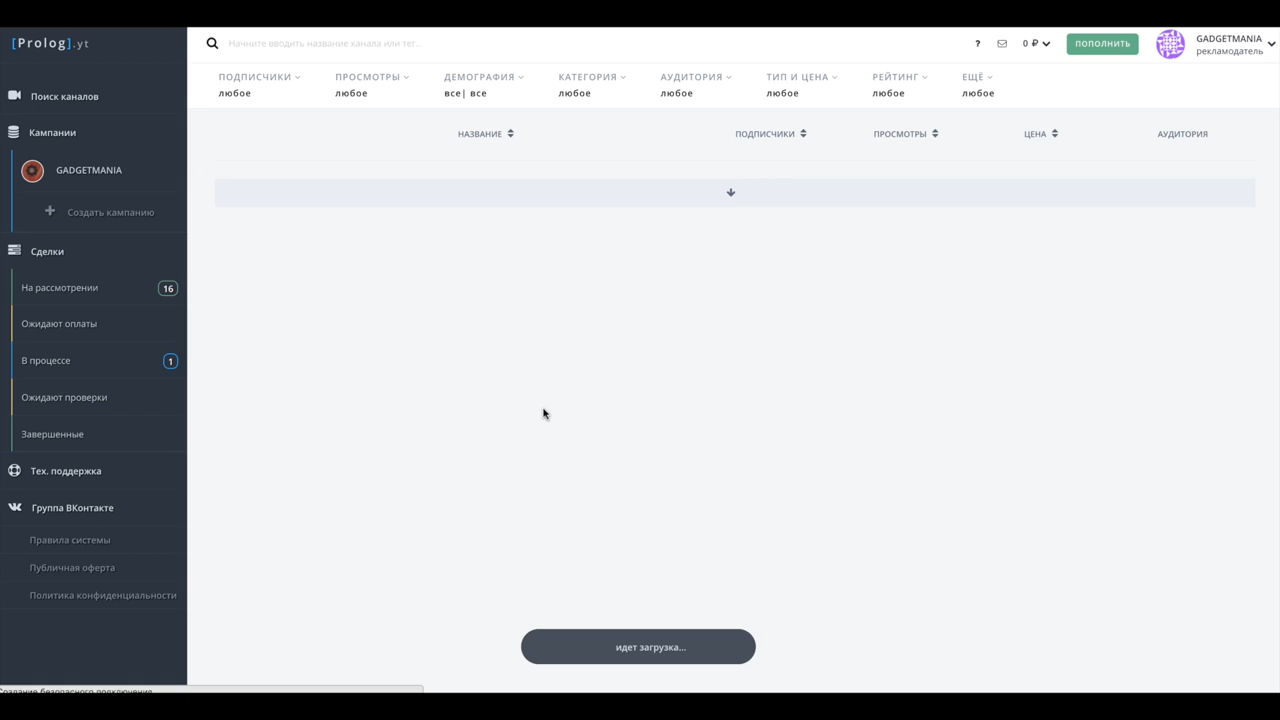 [Prolog].yt
Начните вводить название канала или тег...
?
0 ₽
ПОПОЛНИТЬ
GADGETMANIA
рекламодатель
ПОДПИСЧИКИ
любое
ПРОСМОТРЫ
любое
ДЕМОГРАФИЯ
все| все
КАТЕГОРИЯ
любое
АУДИТОРИЯ
любое
ТИП И ЦЕНА
любое
РЕЙТИНГ
любое
ЕЩЁ
любое
Поиск каналов
Кампании
GADGETMANIA
Создать кампанию
Сделки
На рассмотрении 16
Ожидают оплаты
В процессе 1
Ожидают проверки
Завершенные
Тех. поддержка
Группа ВКонтакте
Правила системы
Публичная оферта
Политика конфиденциальности
НАЗВАНИЕ ПОДПИСЧИКИ ПРОСМОТРЫ ЦЕНА АУДИТОРИЯ
идет загрузка...
Создание безопасного подключения...